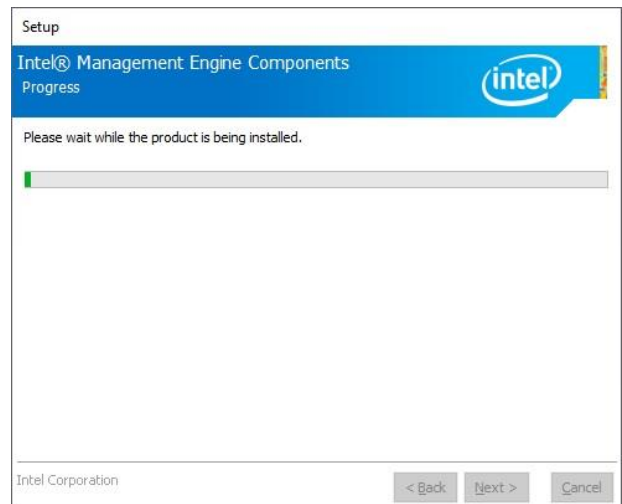 Setup
Intel® Management Engine Components
Progress
intel
Please wait while the product is being installed.
Intel Corporation
< Back Next > Cancel